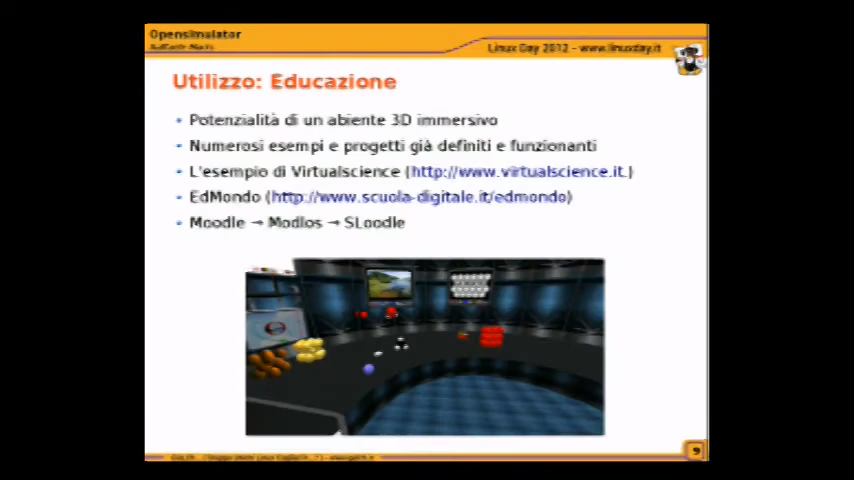 Opensimulator
Linux Day 2012 - www.linuxday.it
Utilizzo: Educazione
Potenzialità di un abiente 3D immersivo
Numerosi esempi e progetti già definiti e funzionanti
L'esempio di Virtualscience (http://www.virtualscience.it.)
EdMondo (http://www.scuola-digitale.it/edmondo)
Moodle → Modlos → SLoodle
9